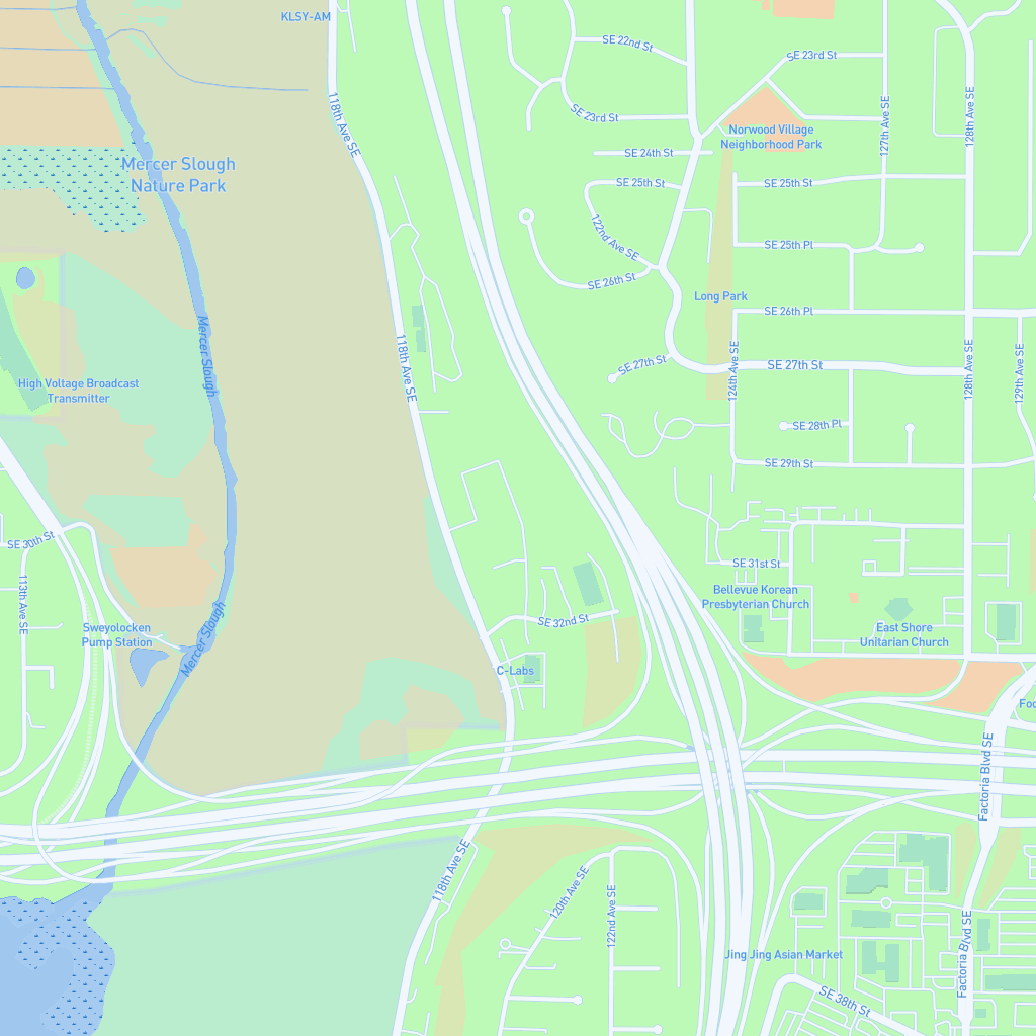 KLSY-AM
SE 22nd St
SE 23rd St
118th Ave SE
SE 23rd St
127th Ave SE
128th Ave SE
Norwood Village
Neighborhood Park
SE 24th St
Mercer Slough
Nature Park
SE 25th St
SE 25th St
122nd Ave SE
SE 25th Pl
SE 26th St
Long Park
SE 26th Pl
Mercer Slough
118th Ave SE
SE 27th St
SE 27th St
124th Ave SE
128th Ave SE
129th Ave SE
High Voltage Broadcast
Transmitter
SE 28th Pl
SE 29th St
SE 30th St
SE 31st St
113th Ave SE
Bellevue Korean
Presbyterian Church
SE 32nd St
East Shore
Unitarian Church
Sweyolocken
Pump Station
Mercer Slough
C-Labs
Foo
Factoria Blvd SE
118th Ave SE
120th Ave SE
122nd Ave SE
Factoria Blvd SE
Jing Jing Asian Market
SE 38th St